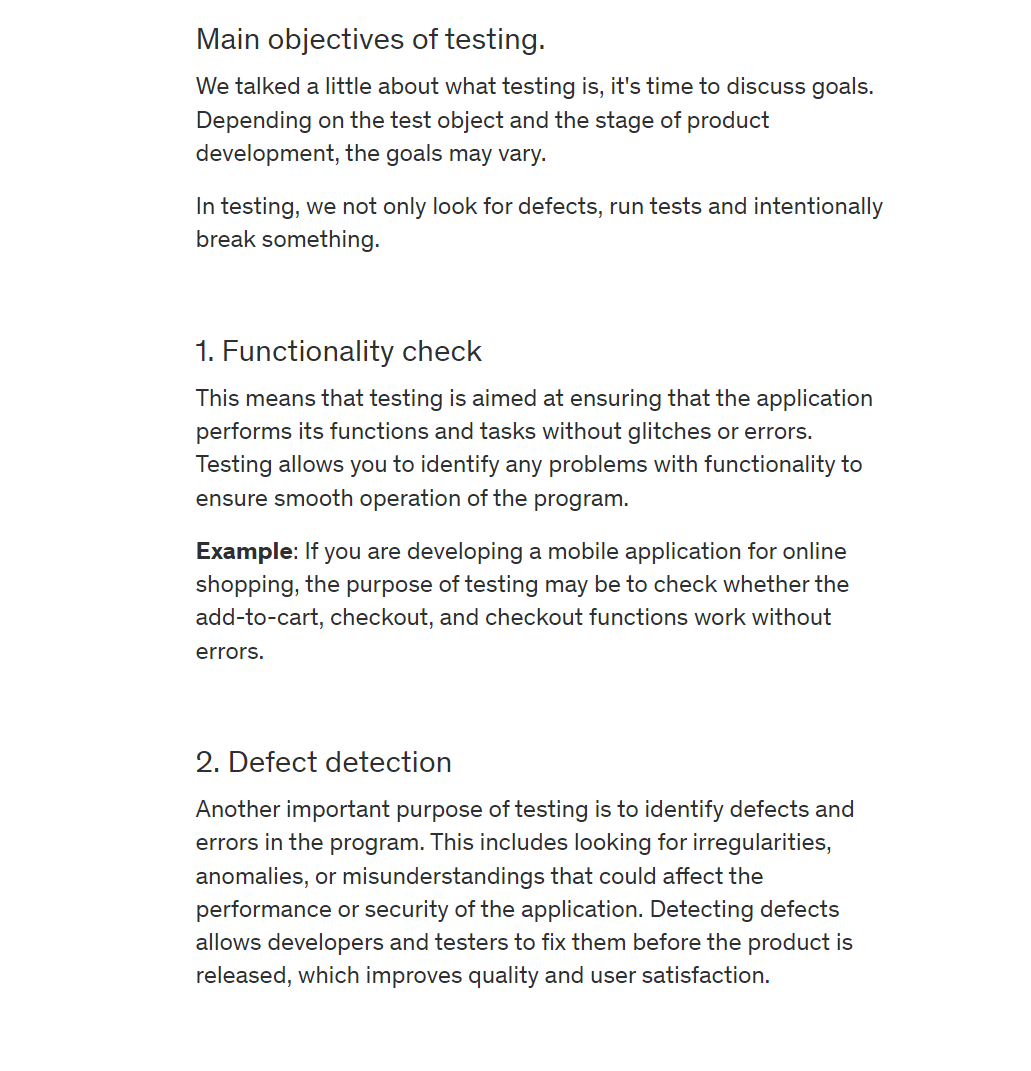 Main objectives of testing.
We talked a little about what testing is, it's time to discuss goals.
Depending on the test object and the stage of product
development, the goals may vary.
In testing, we not only look for defects, run tests and intentionally
break something.
1. Functionality check
This means that testing is aimed at ensuring that the application
performs its functions and tasks without glitches or errors.
Testing allows you to identify any problems with functionality to
ensure smooth operation of the program.
Example: If you are developing a mobile application for online
shopping, the purpose of testing may be to check whether the
add-to-cart, checkout, and checkout functions work without
errors.
2. Defect detection
Another important purpose of testing is to identify defects and
errors in the program. This includes looking for irregularities,
anomalies, or misunderstandings that could affect the
performance or security of the application. Detecting defects
allows developers and testers to fix them before the product is
released, which improves quality and user satisfaction.